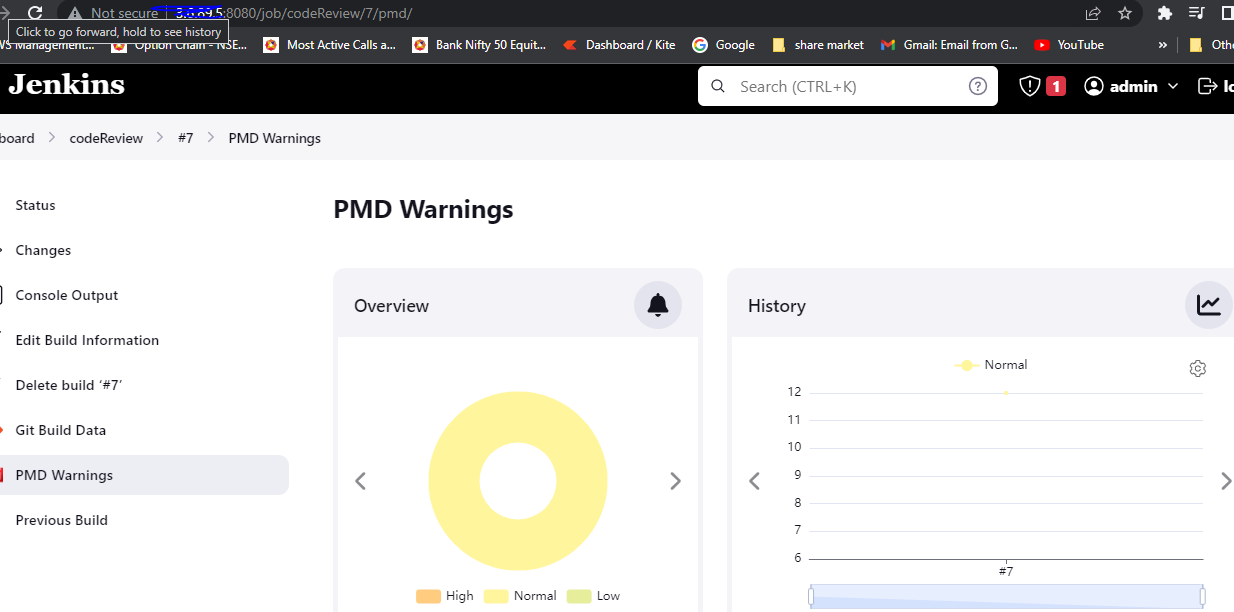 Not secure :8080/job/codeReview/7/pmd/
Click to go forward, hold to see history
Management... Option Chain - NSE... Most Active Calls a... Bank Nifty 50 Equit... Dashboard / Kite Google share market Gmail: Email from G... YouTube » Othe
Jenkins Search (CTRL+K) ? 1 admin lo
board codeReview #7 PMD Warnings
Status
Changes
Console Output
Edit Build Information
Delete build ‘#7’
Git Build Data
PMD Warnings
Previous Build
PMD Warnings
Overview
High Normal Low
History
Normal
12
11
10
9
8
7
6
#7